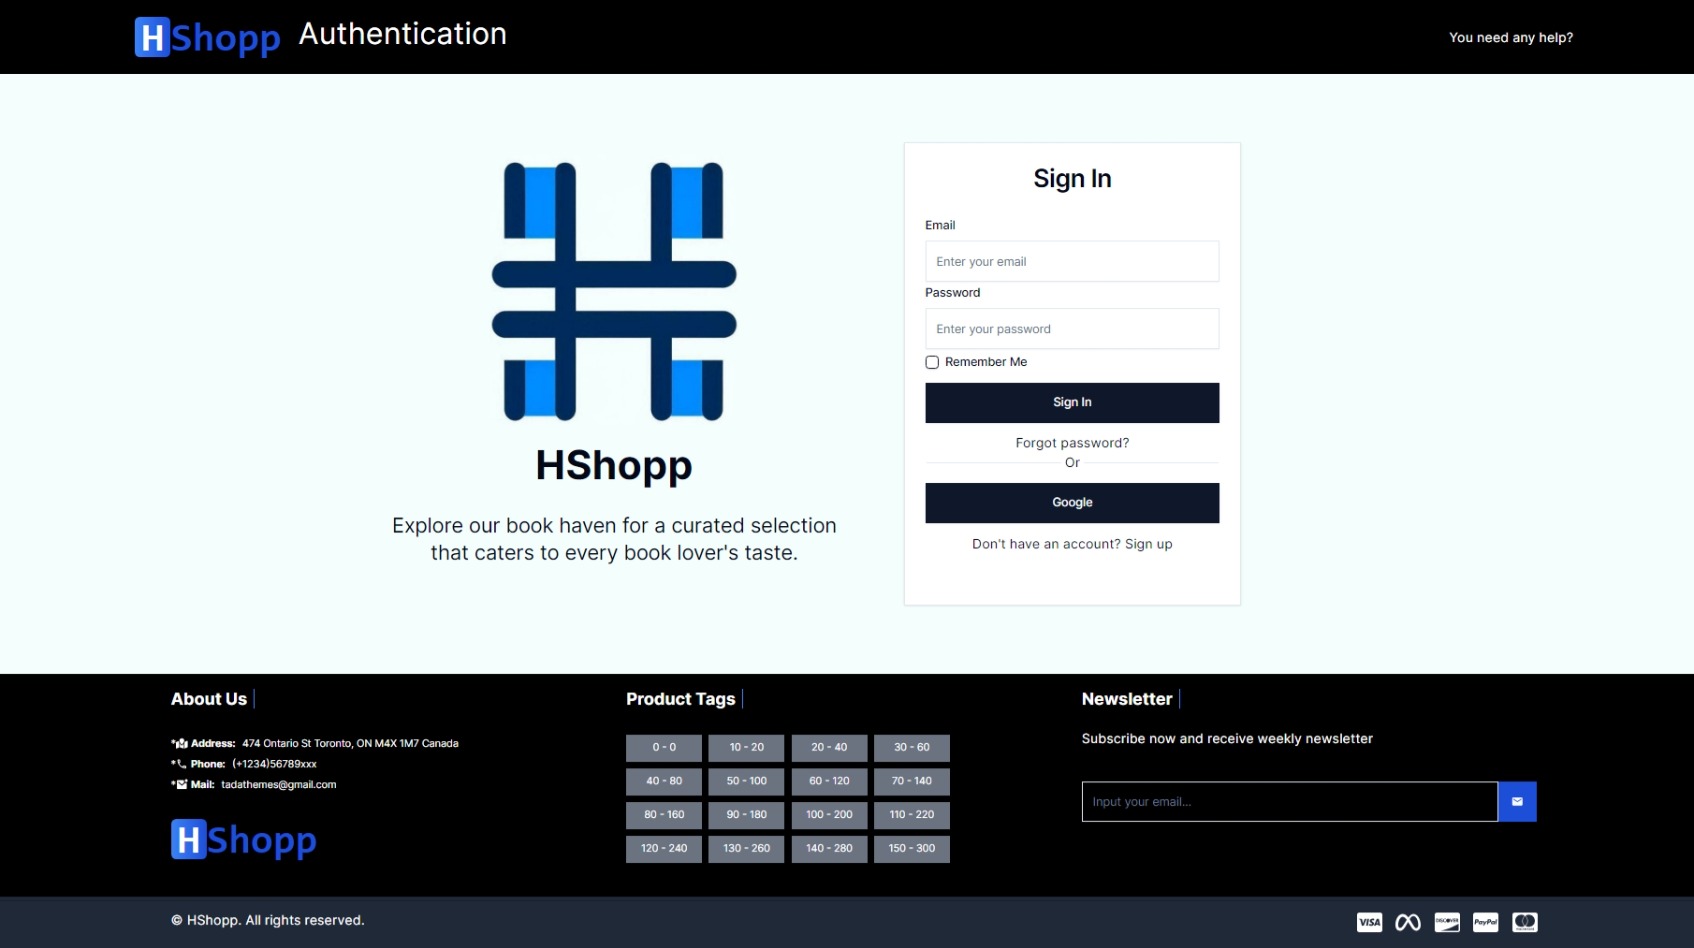 HShopp Authentication
You need any help?
HShopp
Explore our book haven for a curated selection
that caters to every book lover's taste.
Sign In
Email
Enter your email
Password
Enter your password
Remember Me
Sign In
Forgot password?
Or
Google
Don't have an account? Sign up
About Us
* Address: 474 Ontario St Toronto, ON M4X 1M7 Canada
* Phone: (+1234)56789xxx
* Mail: tadathemes@gmail.com
HShopp
Product Tags
0 - 0 10 - 20 20 - 40 30 - 60
40 - 80 50 - 100 60 - 120 70 - 140
80 - 160 90 - 180 100 - 200 110 - 220
120 - 240 130 - 260 140 - 280 150 - 300
Newsletter
Subscribe now and receive weekly newsletter
Input your email...
© HShopp. All rights reserved.
VISA DISCOVER PayPal